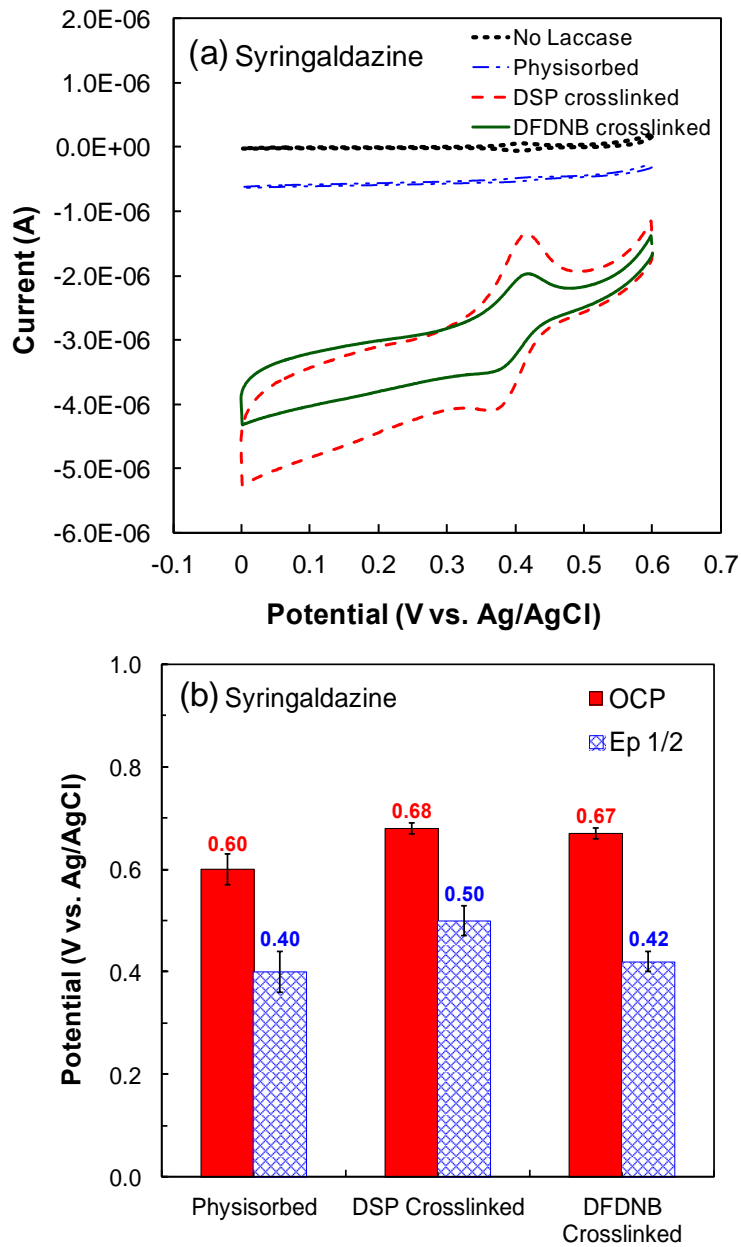 (a) Syringaldazine
No Laccase
Physisorbed
DSP crosslinked
DFDNB crosslinked
2.0E-06
1.0E-06
0.0E+00
-1.0E-06
-2.0E-06
-3.0E-06
-4.0E-06
-5.0E-06
-6.0E-06
Current (A)
-0.1 0 0.1 0.2 0.3 0.4 0.5 0.6 0.7
Potential (V vs. Ag/AgCl)
(b) Syringaldazine
OCP
Ep 1/2
1.0
0.8
0.6
0.4
0.2
0.0
Potential (V vs. Ag/AgCl)
0.60
0.40
0.68
0.50
0.67
0.42
Physisorbed DSP Crosslinked DFDNB
Crosslinked